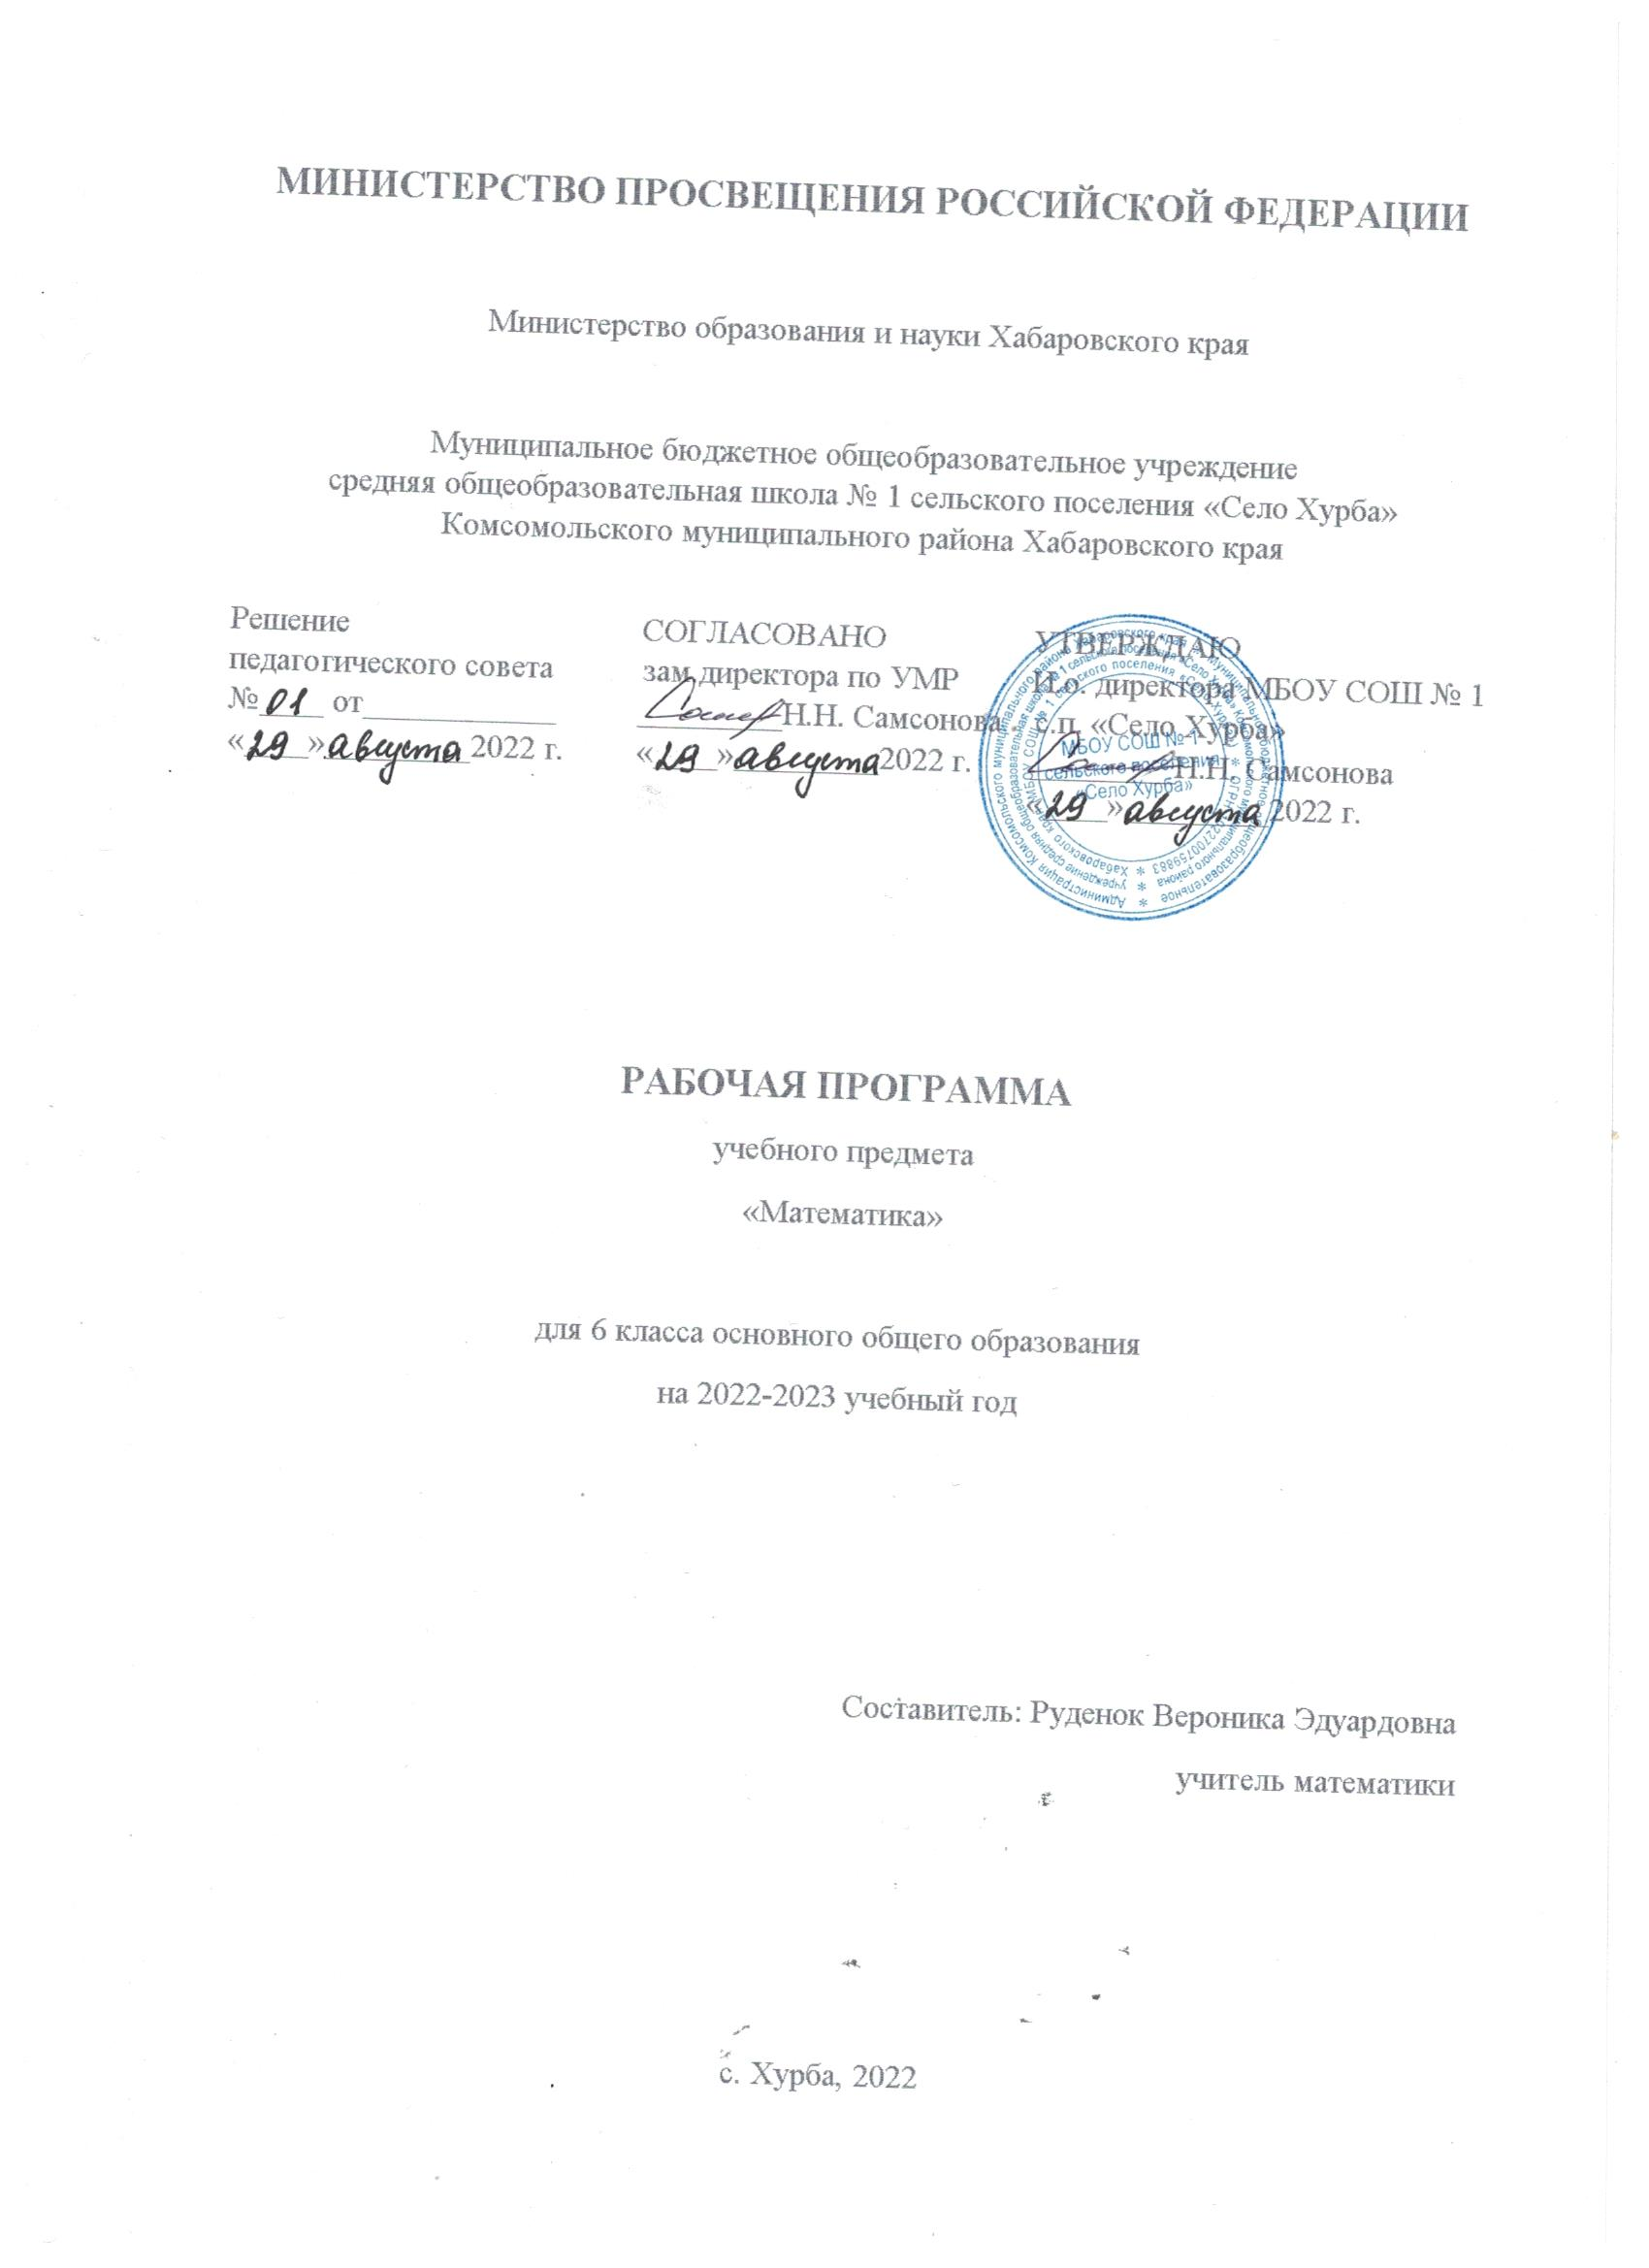 МИНИСТЕРСТВО ПРОСВЕЩЕНИЯ РОССИЙСКОЙ ФЕДЕРАЦИИ
Министерство образования и науки Хабаровского края
Муниципальное бюджетное общеобразовательное учреждение
средняя общеобразовательная школа № 1 сельского поселения «Село Хурба»
Комсомольского муниципального района Хабаровского края
Решение
педагогического совета
№ 01 от
«29» августа 2022 г.
СОГЛАСОВАНО
зам.директора по УМР
Н.Н. Самсонова
«29» августа 2022 г.
УТВЕРЖДАЮ
И.о. директора МБОУ СОШ № 1
с.п. «Село Хурба»
Н.Н. Самсонова
«29» августа 2022 г.
МБОУ СОШ № 1
сельского поселения
«Село Хурба»
РАБОЧАЯ ПРОГРАММА
учебного предмета
«Математика»
для 6 класса основного общего образования
на 2022-2023 учебный год
Составитель: Руденок Вероника Эдуардовна
учитель математики
с. Хурба, 2022